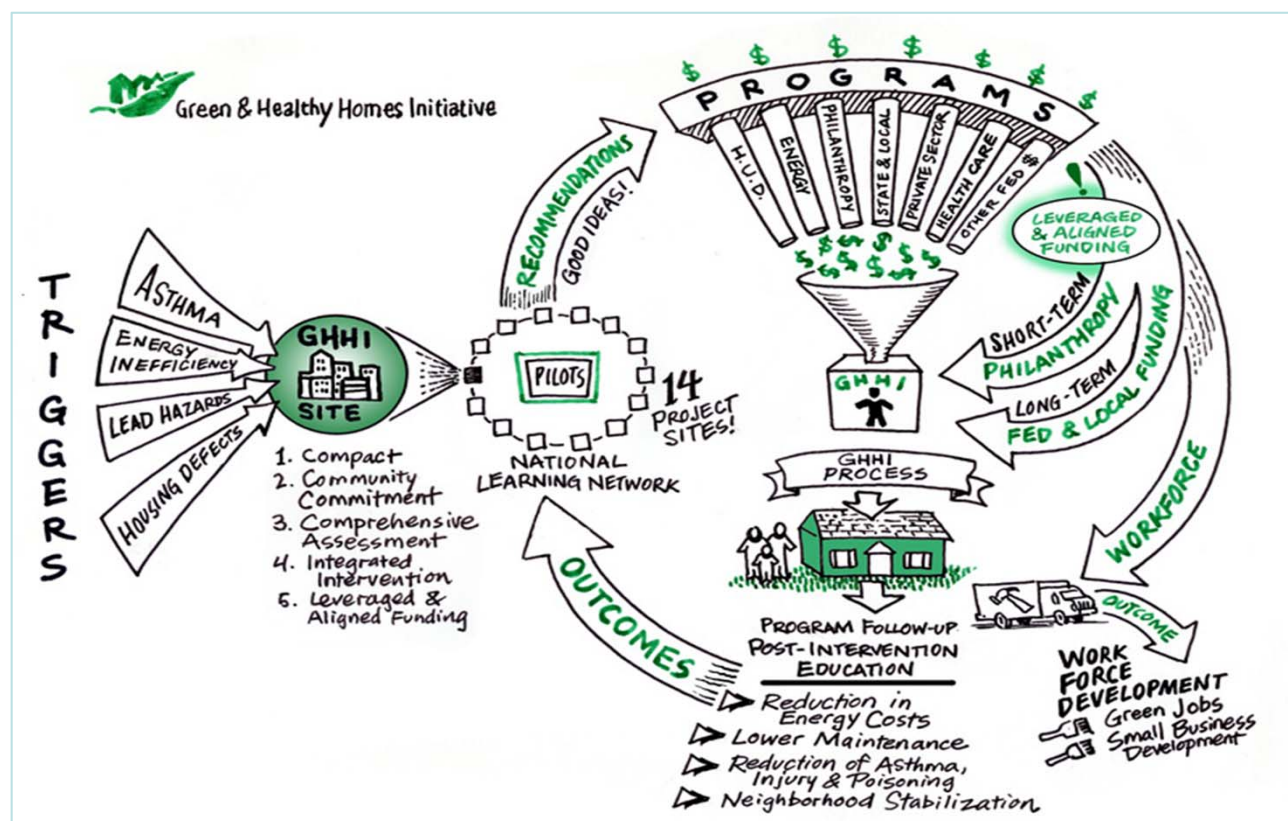 Green & Healthy Homes Initiative
TRIGGERS
ASTHMA
ENERGY
INEFFICIENCY
LEAD HAZARDS
HOUSING DEFECTS
GHHI
SITE
1. Compact
2. Community
Commitment
3. Comprehensive
Assessment
4. Integrated
Intervention
5. Leveraged &
Aligned Funding
PILOTS
14
PROJECT
SITES!
NATIONAL
LEARNING NETWORK
RECOMMENDATIONS
GOOD IDEAS!
$ $ $ $ $ $ $
PROGRAMS
H.U.D.
ENERGY
PHILANTHROPY
STATE & LOCAL
PRIVATE SECTOR
HEALTH CARE
OTHER FED $
!
LEVERAGED
& ALIGNED
FUNDING
SHORT-TERM
PHILANTHROPY
LONG-TERM
FED & LOCAL FUNDING
WORKFORCE
GHHI
GHHI
PROCESS
PROGRAM FOLLOW-UP
POST-INTERVENTION
EDUCATION
Reduction in
Energy Costs
Lower Maintenance
Reduction of Asthma,
Injury & Poisoning
Neighborhood Stabilization
OUTCOMES
OUTCOME
WORK
FORCE
DEVELOPMENT
Green Jobs
Small Business
Development